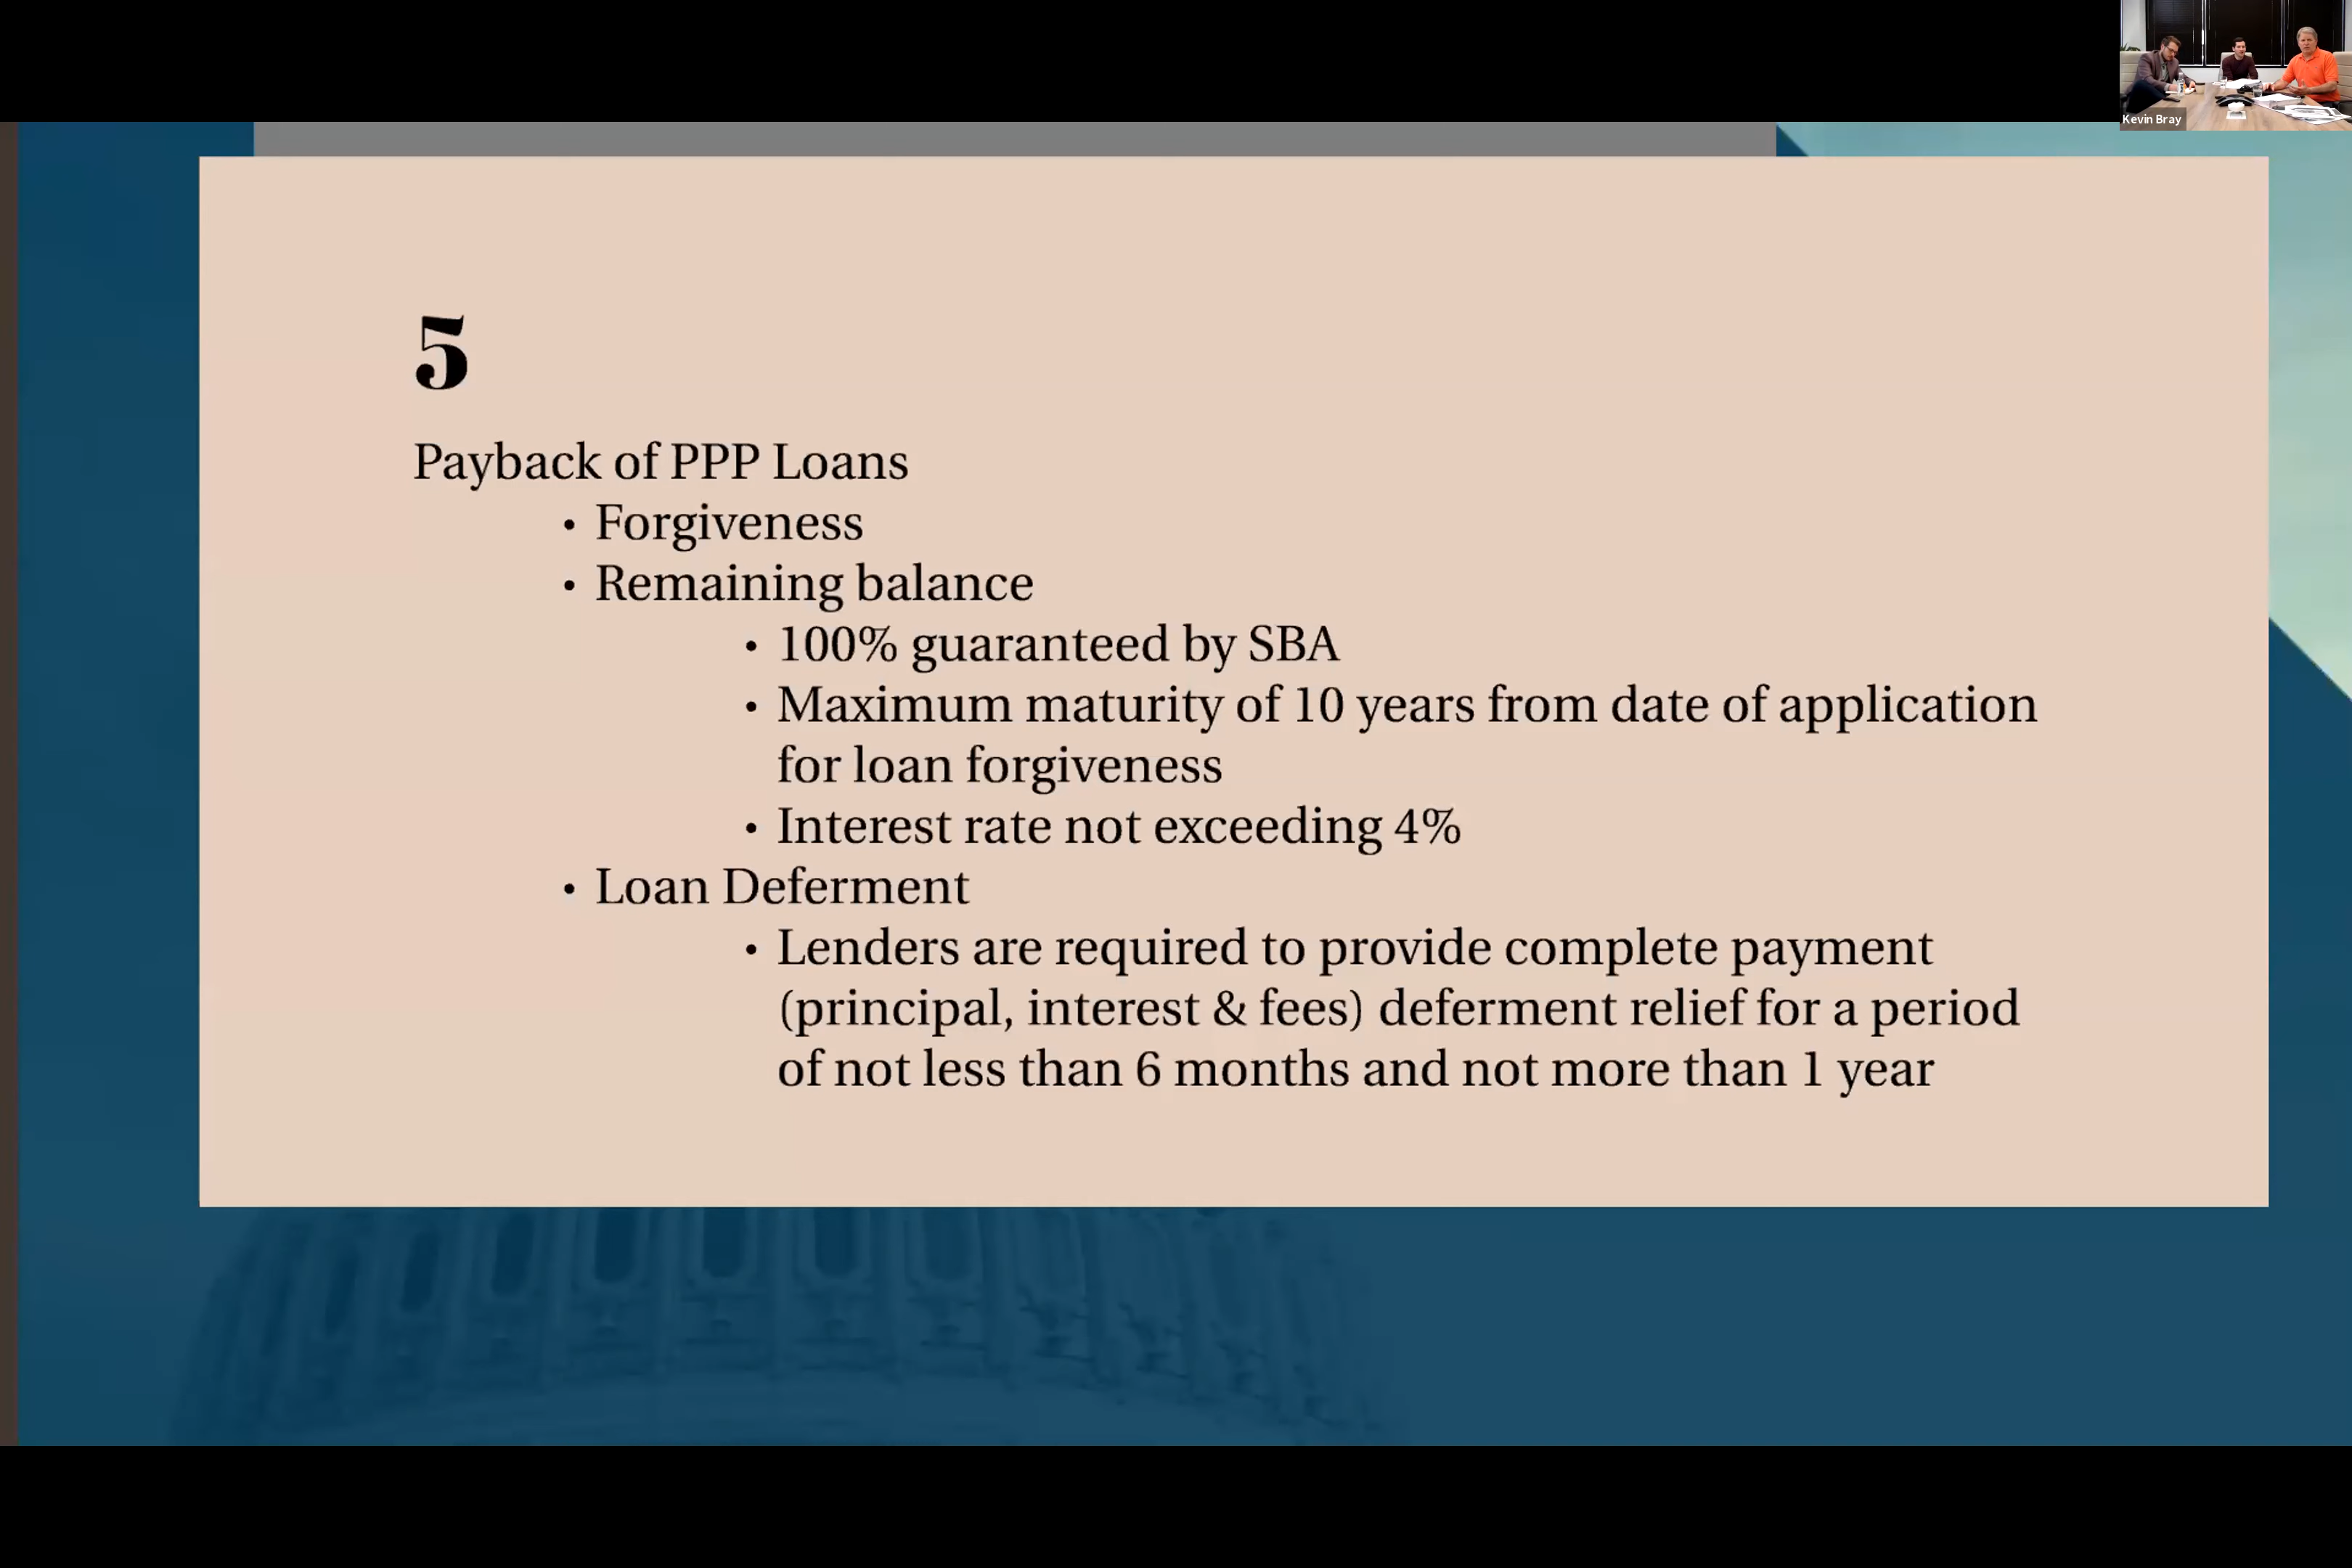 Kevin Bray
5
Payback of PPP Loans
• Forgiveness
• Remaining balance
• 100% guaranteed by SBA
• Maximum maturity of 10 years from date of application
for loan forgiveness
• Interest rate not exceeding 4%
• Loan Deferment
• Lenders are required to provide complete payment
(principal, interest & fees) deferment relief for a period
of not less than 6 months and not more than 1 year